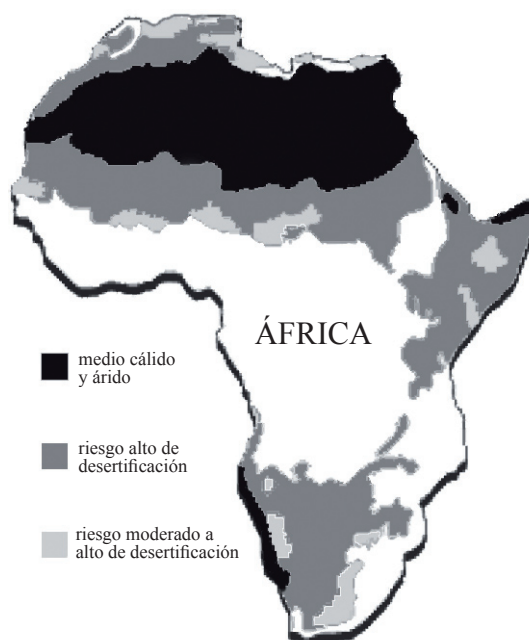 ÁFRICA
medio cálido
y árido
riesgo alto de
desertificación
riesgo moderado a
alto de desertificación